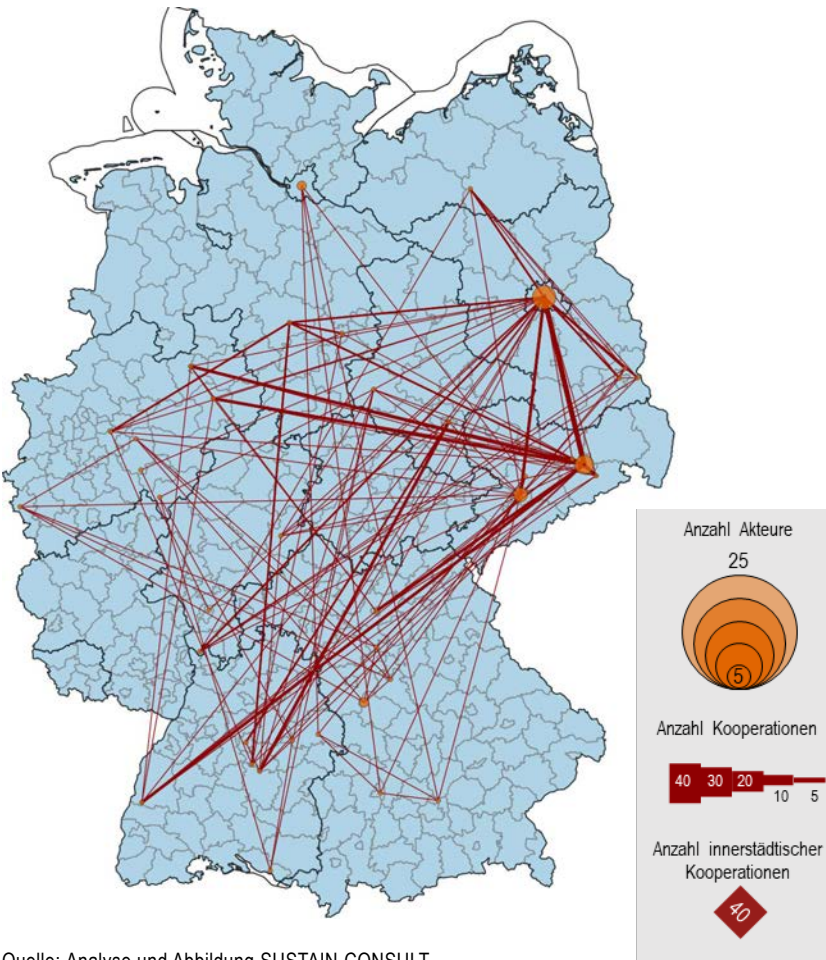 Anzahl Akteure
25
5
Anzahl Kooperationen
40 30 20 10 5
Anzahl innerstädtischer
Kooperationen
40
Quelle: Analyse und Abbildung SUSTAIN CONSULT